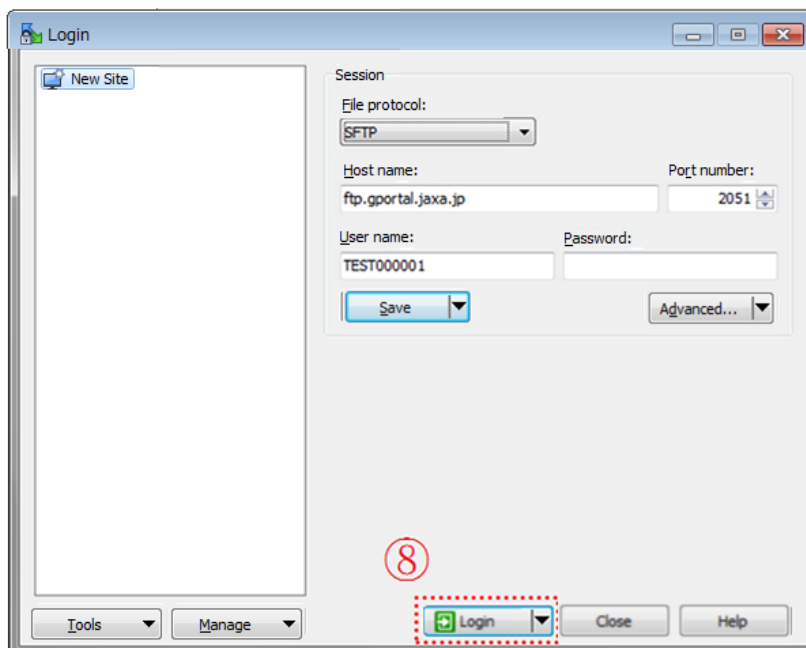 Login
New Site
Session
File protocol:
SFTP
Host name:
Port number:
ftp.gportal.jaxa.jp
2051
User name:
Password:
TEST000001
Save
Advanced...
⑧
Tools
Manage
Login
Close
Help